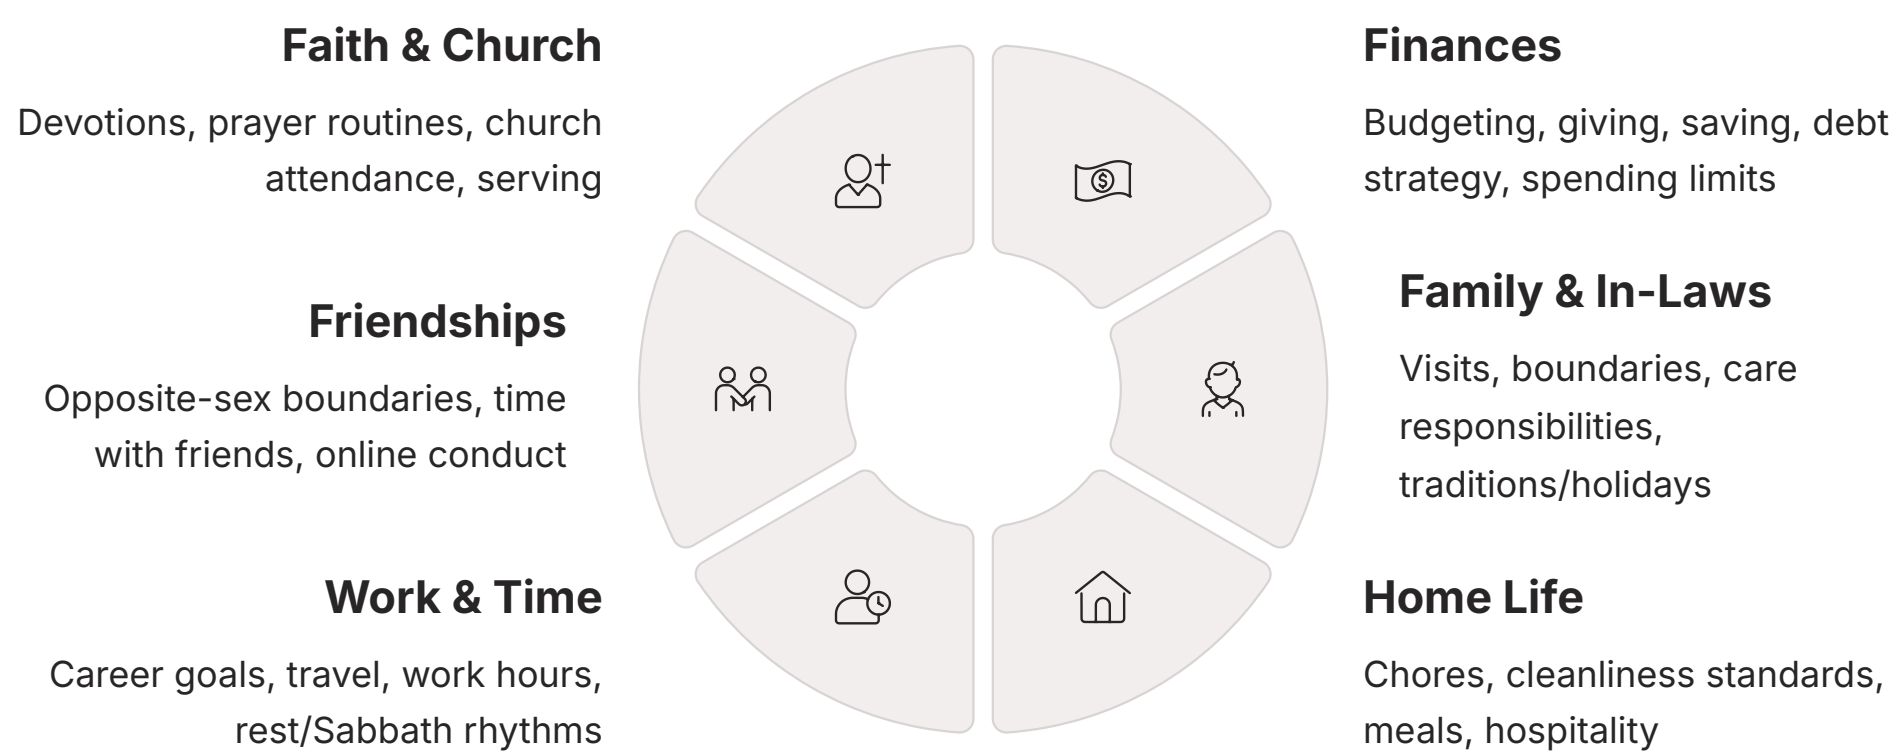 Faith & Church
Devotions, prayer routines, church
attendance, serving
Finances
Budgeting, giving, saving, debt
strategy, spending limits
Friendships
Opposite-sex boundaries, time
with friends, online conduct
Family & In-Laws
Visits, boundaries, care
responsibilities,
traditions/holidays
Work & Time
Career goals, travel, work hours,
rest/Sabbath rhythms
Home Life
Chores, cleanliness standards,
meals, hospitality